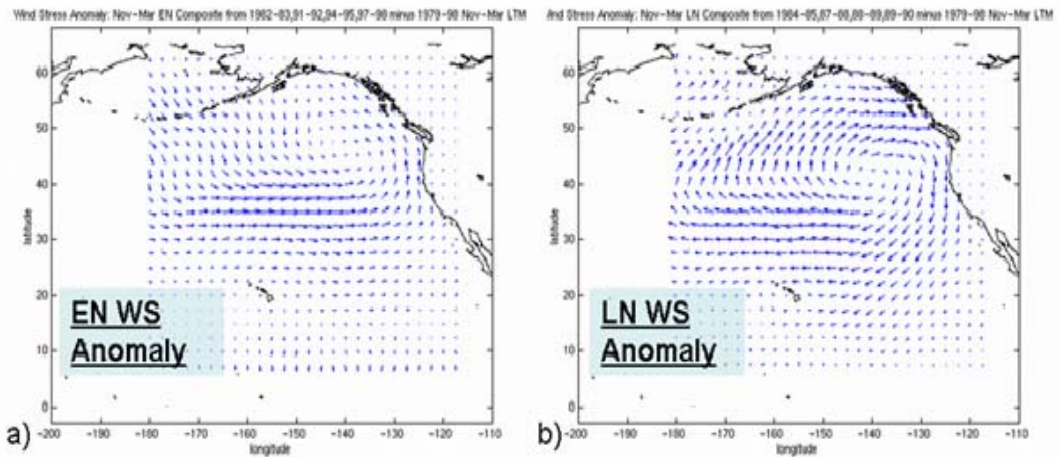 Wind Stress Anomaly: Nov-Mar EN Composite from 1982-83,91-92,94-95,97-98 minus 1979-98 Nov-Mar LTM
60
50
40
30
20
10
0
latitude
EN WS
Anomaly
a)
-200 -190 -180 -170 -160 -150 -140 -130 -120 -110
longitude
Stress Anomaly: Nov-Mar LN Composite from 1984-85,87-88,88-89,89-90 minus 1979-98 Nov-Mar LTM
60
50
40
30
20
10
0
latitude
LN WS
Anomaly
b)
-200 -190 -180 -170 -160 -150 -140 -130 -120 -110
longitude